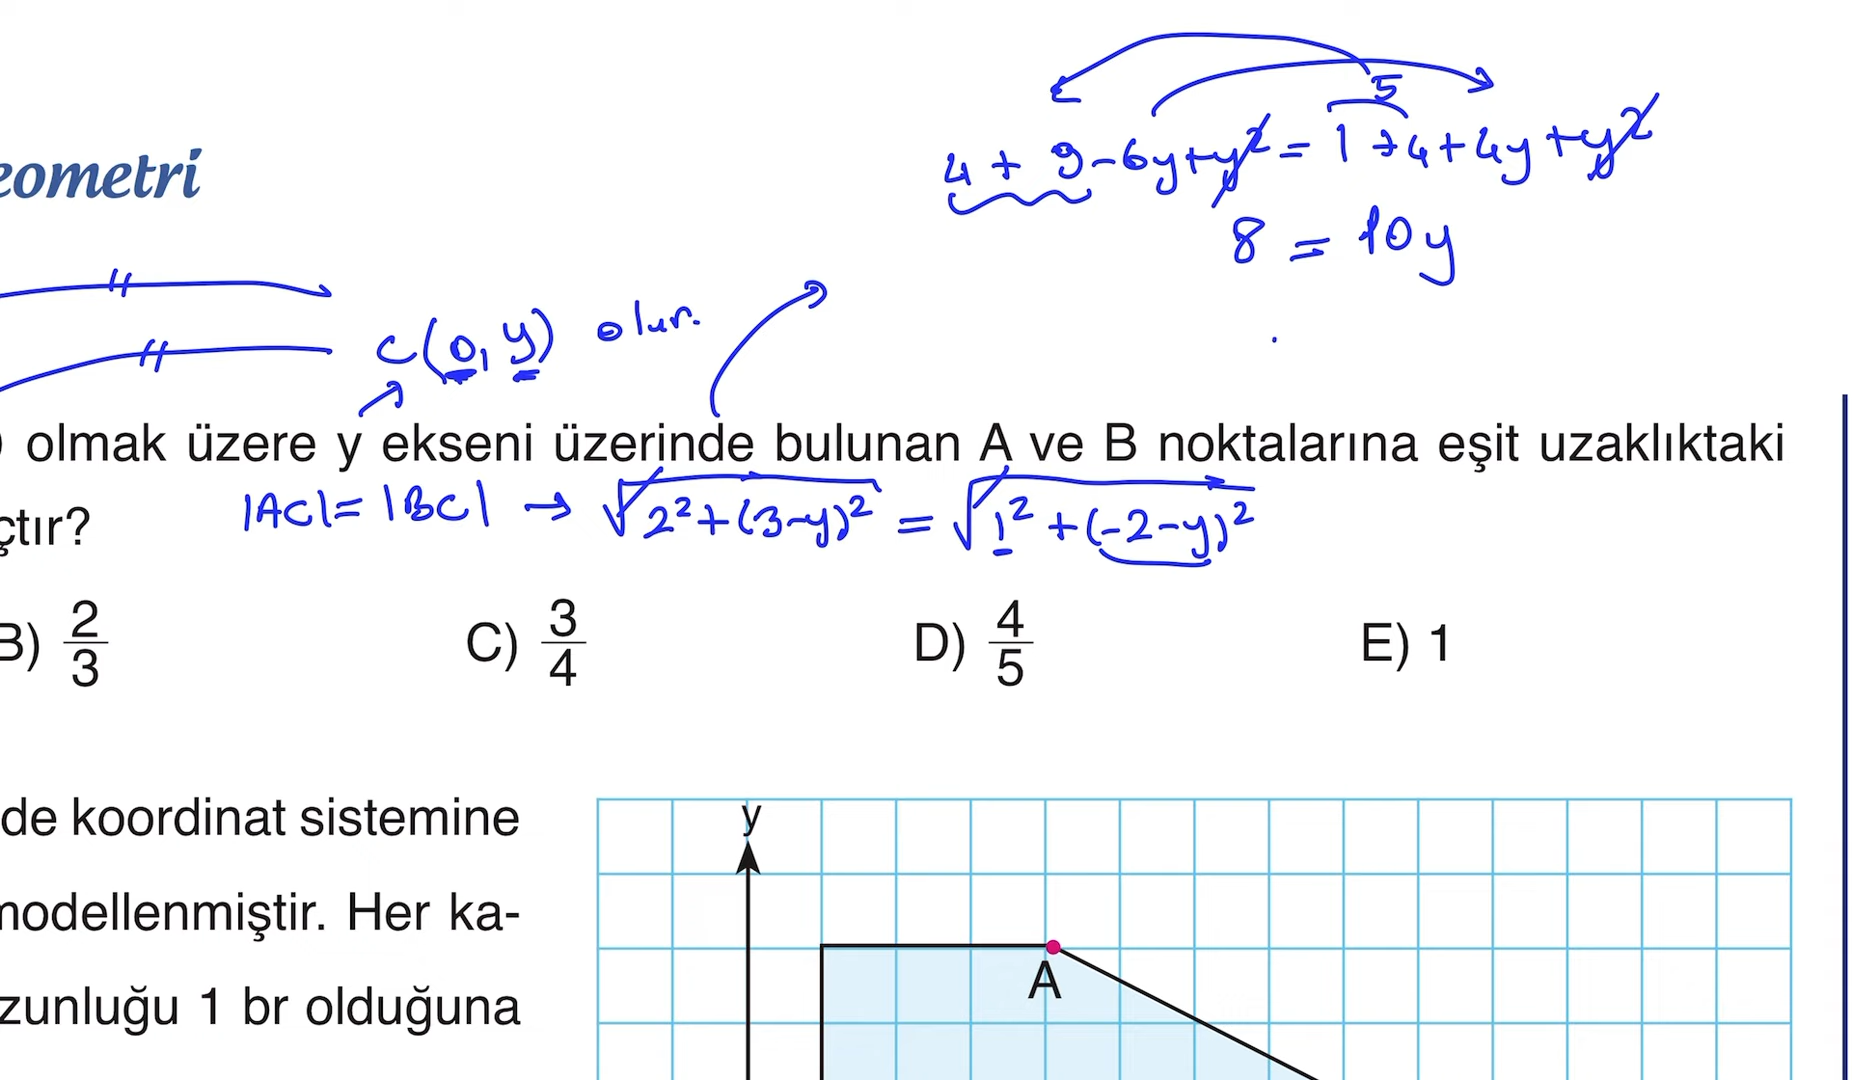 eometri
5
4 + 9 - 6y + y² = 1 + 4 + 4y + y²
8 = 10y
C(0, y) olur.
olmak üzere y ekseni üzerinde bulunan A ve B noktalarına eşit uzaklıktaki
|AC| = |BC| → √2² + (3-y)² = √1² + (-2-y)²
çtır?
B) 2/3 C) 3/4 D) 4/5 E) 1
de koordinat sistemine
modellenmiştir. Her ka-
zunluğu 1 br olduğuna
y
A